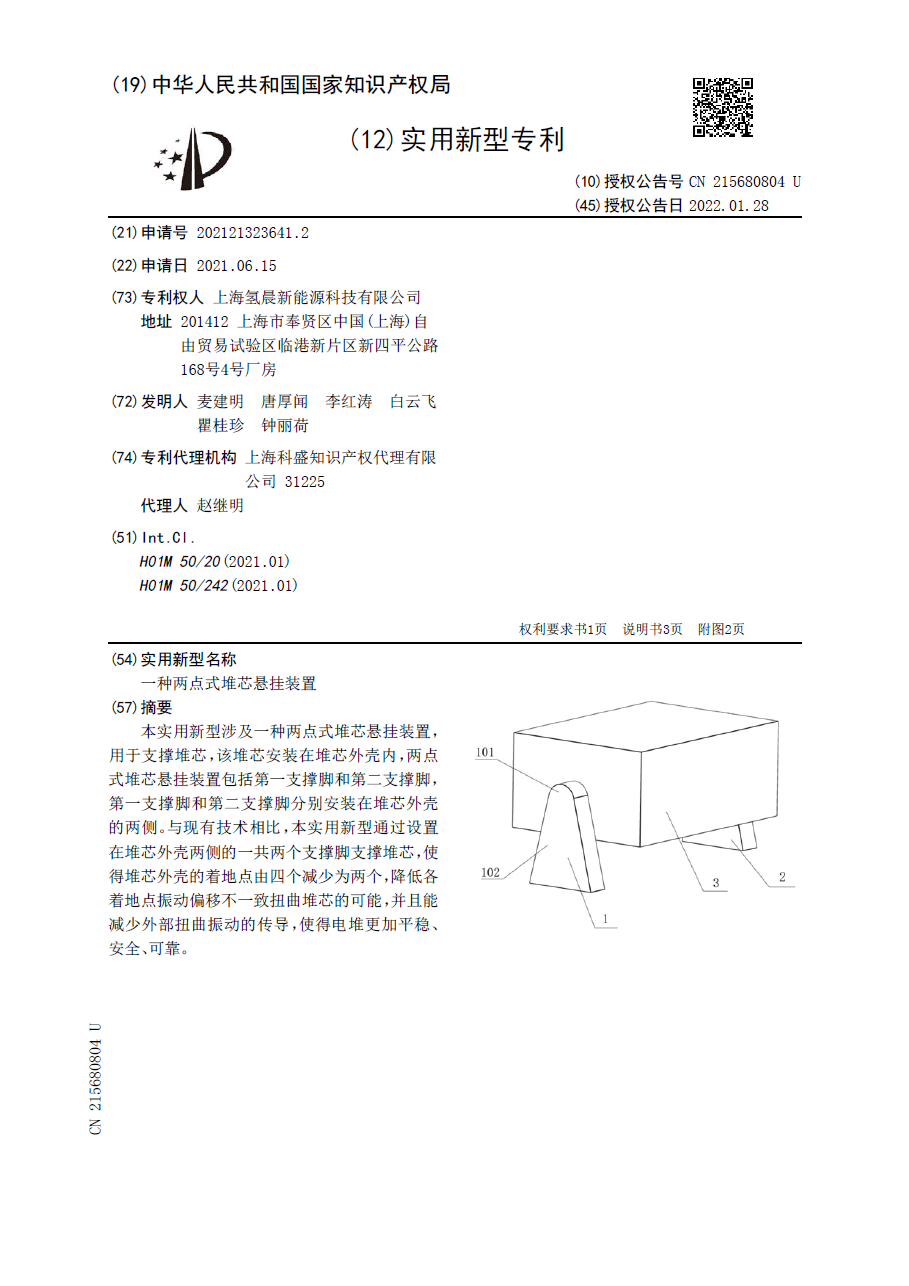 (19)中华人民共和国国家知识产权局
(12)实用新型专利
(10)授权公告号 CN 215680804 U
(45)授权公告日 2022.01.28
(21)申请号 202121323641.2
(22)申请日 2021.06.15
(73)专利权人 上海氢晨新能源科技有限公司
地址 201412 上海市奉贤区中国(上海)自
由贸易试验区临港新片区新四平公路
168号4号厂房
(72)发明人 麦建明 唐厚闻 李红涛 白云飞
瞿桂珍 钟丽荷
(74)专利代理机构 上海科盛知识产权代理有限
公司 31225
代理人 赵继明
(51)Int.Cl.
H01M 50/20(2021.01)
H01M 50/242(2021.01)
权利要求书1页 说明书3页 附图2页
(54)实用新型名称
一种两点式堆芯悬挂装置
(57)摘要
本实用新型涉及一种两点式堆芯悬挂装置，
用于支撑堆芯，该堆芯安装在堆芯外壳内，两点
式堆芯悬挂装置包括第一支撑脚和第二支撑脚，
第一支撑脚和第二支撑脚分别安装在堆芯外壳
的两侧。与现有技术相比，本实用新型通过设置
在堆芯外壳两侧的一共两个支撑脚支撑堆芯，使
得堆芯外壳的着地点由四个减少为两个，降低各
着地点振动偏移不一致扭曲堆芯的可能，并且能
减少外部扭曲振动的传导，使得电堆更加平稳、
安全、可靠。
101
102
1
3
2
CN 215680804 U